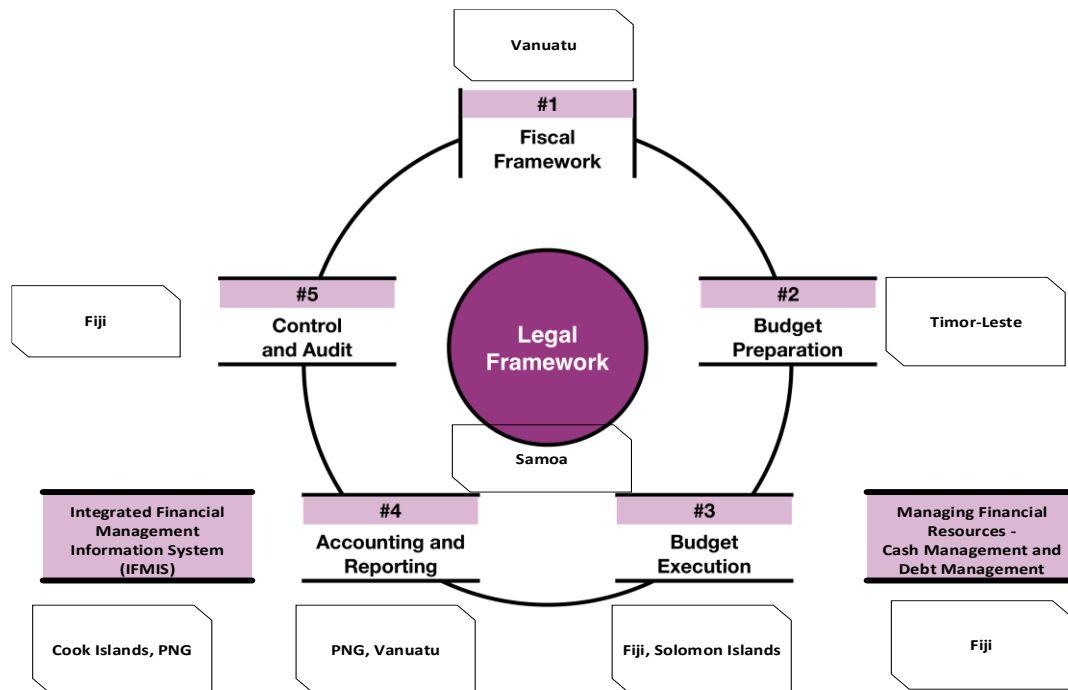 Vanuatu
#1
Fiscal
Framework
#5
Control
and Audit
Fiji
Legal
Framework
#2
Budget
Preparation
Timor-Leste
Samoa
Integrated Financial
Management
Information System
(IFMIS)
#4
Accounting and
Reporting
#3
Budget
Execution
Managing Financial
Resources -
Cash Management and
Debt Management
Cook Islands, PNG
PNG, Vanuatu
Fiji, Solomon Islands
Fiji